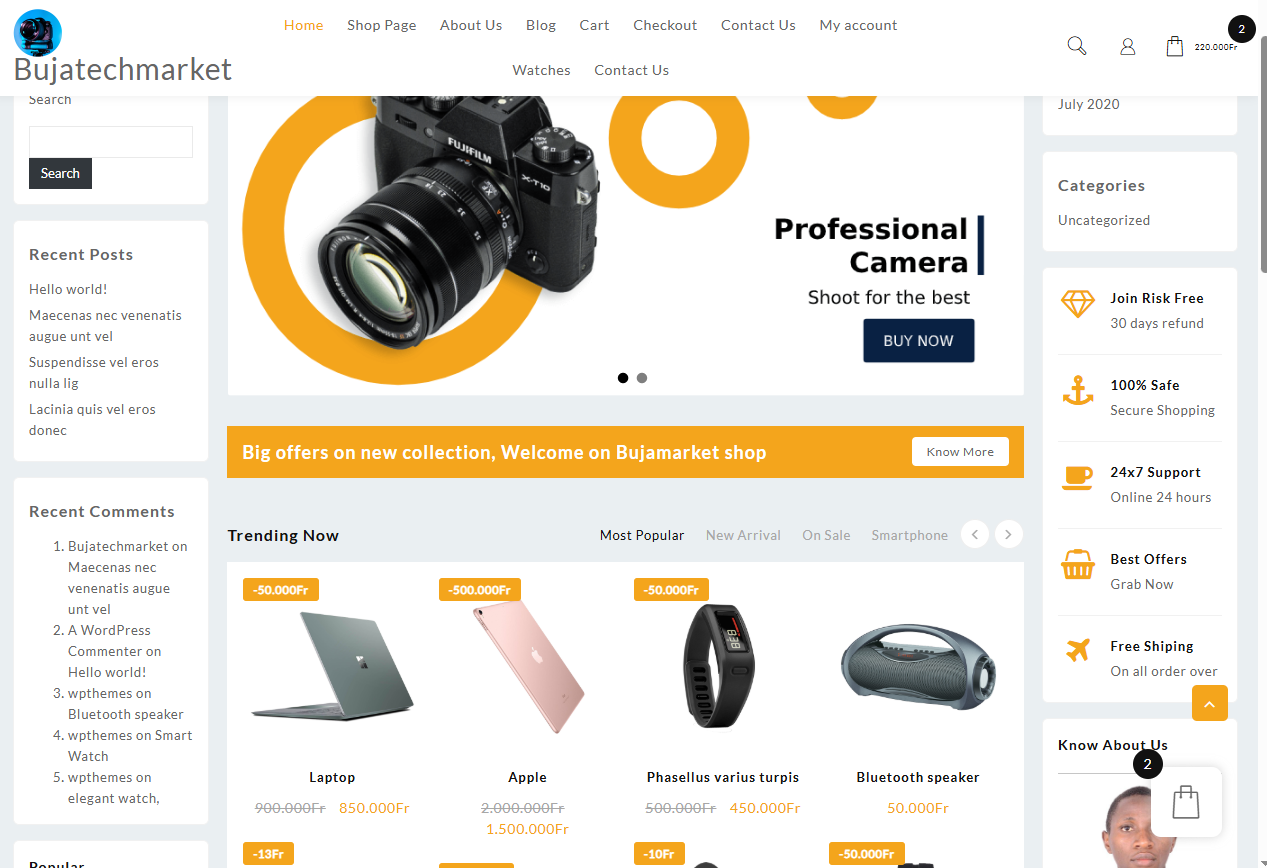 Home
Shop Page
About Us
Blog
Cart
Checkout
Contact Us
My account
Watches
Contact Us
Bujatechmarket
2
220.000Fr
Search
Search
Recent Posts
Hello world!
Maecenas nec venenatis
augue unt vel
Suspendisse vel eros
nulla lig
Lacinia quis vel eros
donec
Recent Comments
1. Bujatechmarket on
Maecenas nec
venenatis augue
unt vel
2. A WordPress
Commenter on
Hello world!
3. wpthemes on
Bluetooth speaker
4. wpthemes on Smart
Watch
5. wpthemes on
elegant watch,
Popular
FUJIFILM
X-T10
Professional
Camera
Shoot for the best
BUY NOW
Big offers on new collection, Welcome on Bujamarket shop
Know More
Trending Now
Most Popular
New Arrival
On Sale
Smartphone
-50.000Fr
-500.000Fr
-50.000Fr
Laptop
900.000Fr 850.000Fr
Apple
2.000.000Fr
1.500.000Fr
Phasellus varius turpis
500.000Fr 450.000Fr
Bluetooth speaker
50.000Fr
-13Fr
-10Fr
-50.000Fr
July 2020
Categories
Uncategorized
Join Risk Free
30 days refund
100% Safe
Secure Shopping
24x7 Support
Online 24 hours
Best Offers
Grab Now
Free Shiping
On all order over
Know About Us
2